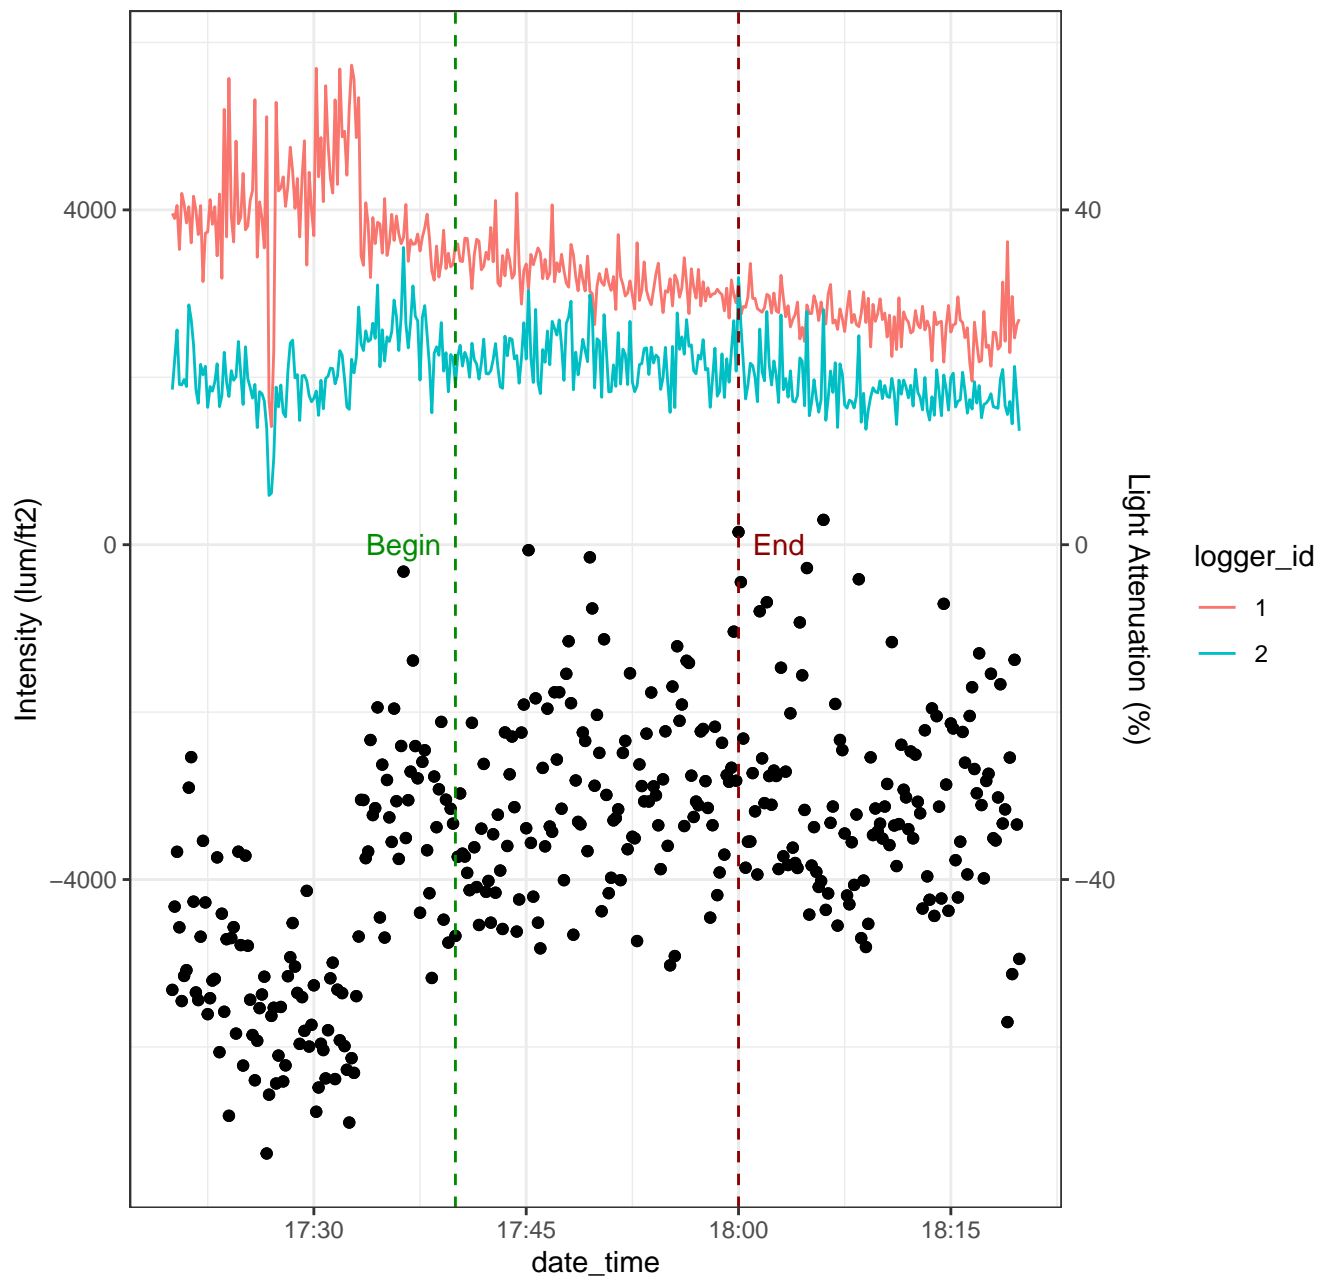 Intensity (lum/ft2)
4000
0
−4000
40
0
−40
Light Attenuation (%)
Begin
End
17:30
17:45
18:00
18:15
date_time
logger_id
1
2